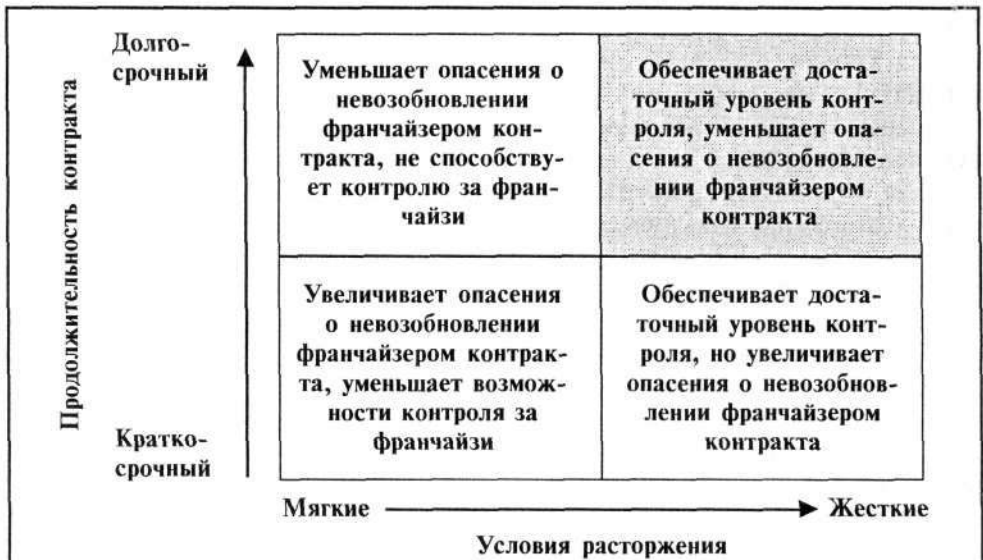 Долго-
срочный
Уменьшает опасения о
невозобновлении
франчайзером кон-
тракта, не способству-
ет контролю за фран-
чайзи
Обеспечивает доста-
точный уровень конт-
роля, уменьшает опа-
сения о невозобновле-
нии франчайзером
контракта
Продолжительность контракта
Увеличивает опасения
о невозобновлении
франчайзером контрак-
та, уменьшает возмож-
ности контроля за
франчайзи
Обеспечивает доста-
точный уровень конт-
роля, но увеличивает
опасения о невозобнов-
лении франчайзером
контракта
Кратко-
срочный
Мягкие
Жесткие
Условия расторжения